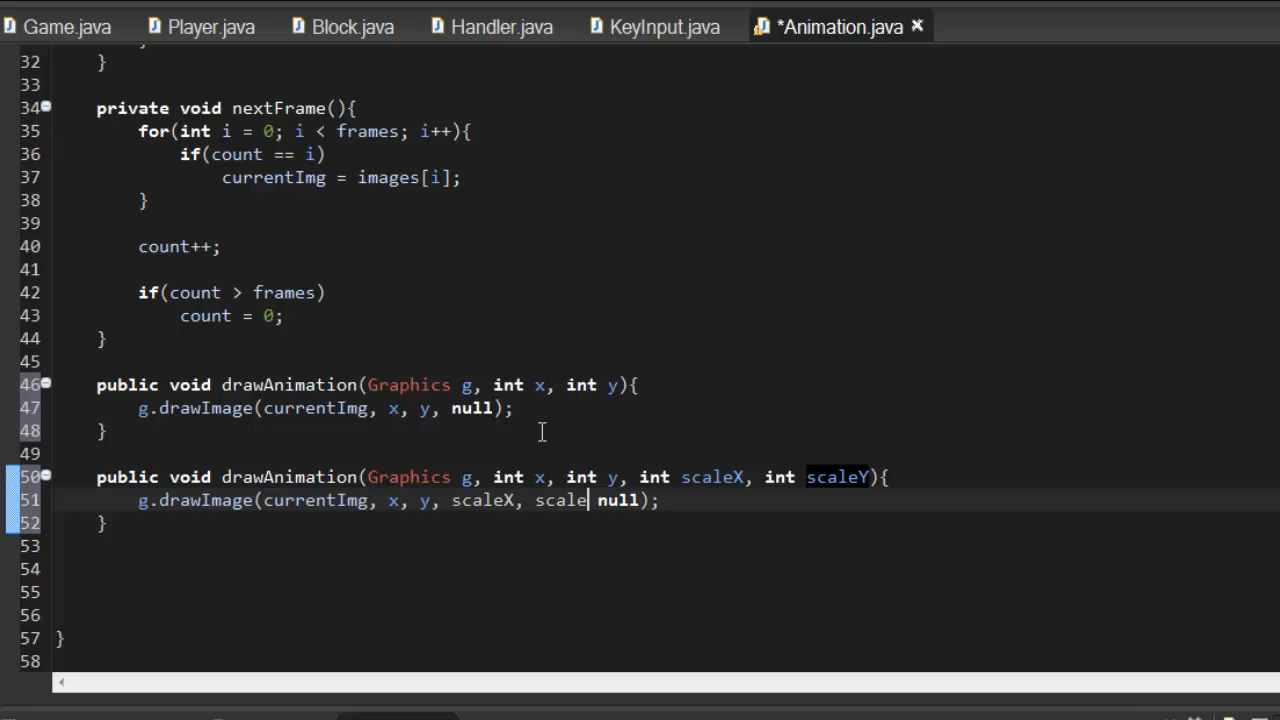 Game.java Player.java Block.java Handler.java KeyInput.java *Animation.java
32 }
33
34 private void nextFrame(){
35 for(int i = 0; i < frames; i++){
36 if(count == i)
37 currentImg = images[i];
38 }
39
40 count++;
41
42 if(count > frames)
43 count = 0;
44 }
45
46 public void drawAnimation(Graphics g, int x, int y){
47 g.drawImage(currentImg, x, y, null);
48 }
49
50 public void drawAnimation(Graphics g, int x, int y, int scaleX, int scaleY){
51 g.drawImage(currentImg, x, y, scaleX, scale null);
52 }
53
54
55
56
57 }
58